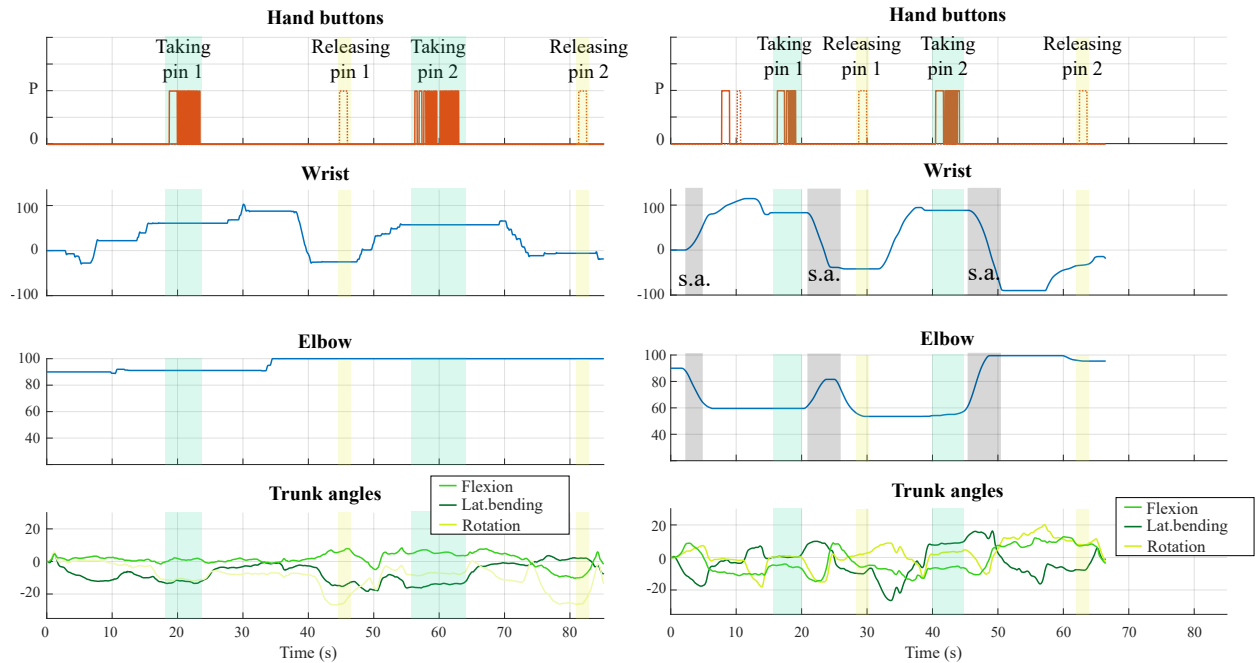 Hand buttons
Taking
pin 1
Releasing
pin 1
Taking
pin 2
Releasing
pin 2
P
0
Wrist
100
0
-100
Elbow
100
80
60
40
Trunk angles
Flexion
Lat.bending
Rotation
20
0
-20
0 10 20 30 40 50 60 70 80
Time (s)
Hand buttons
Taking
pin 1
Releasing
pin 1
Taking
pin 2
Releasing
pin 2
P
0
Wrist
100
0
-100
s.a.
s.a.
s.a.
Elbow
100
80
60
40
Trunk angles
Flexion
Lat.bending
Rotation
20
0
-20
0 10 20 30 40 50 60 70 80
Time (s)